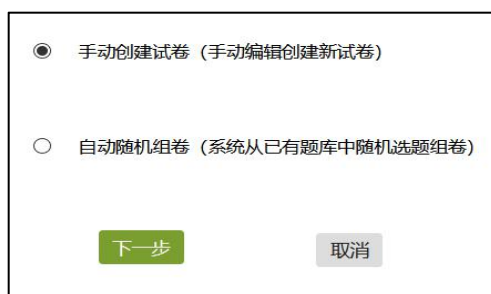 手动创建试卷（手动编辑创建新试卷）
自动随机组卷（系统从已有题库中随机选题组卷）
下一步 取消